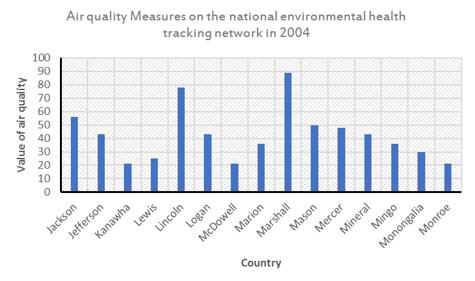 Air quality Measures on the national environmental health
tracking network in 2004
Value of air quality
100
90
80
70
60
50
40
30
20
10
0
Jackson
Jefferson
Kanawha
Lewis
Lincoln
Logan
McDowell
Marion
Marshall
Mason
Mercer
Mineral
Mingo
Monongalia
Monroe
Country